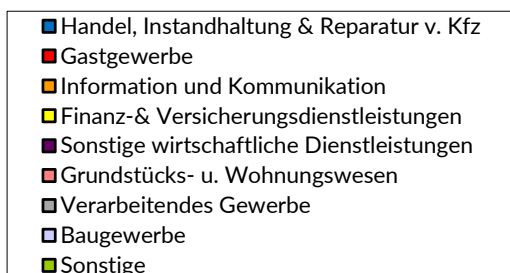 Handel, Instandhaltung & Reparatur v. Kfz
Gastgewerbe
Information und Kommunikation
Finanz-& Versicherungsdienstleistungen
Sonstige wirtschaftliche Dienstleistungen
Grundstücks- u. Wohnungswesen
Verarbeitendes Gewerbe
Baugewerbe
Sonstige